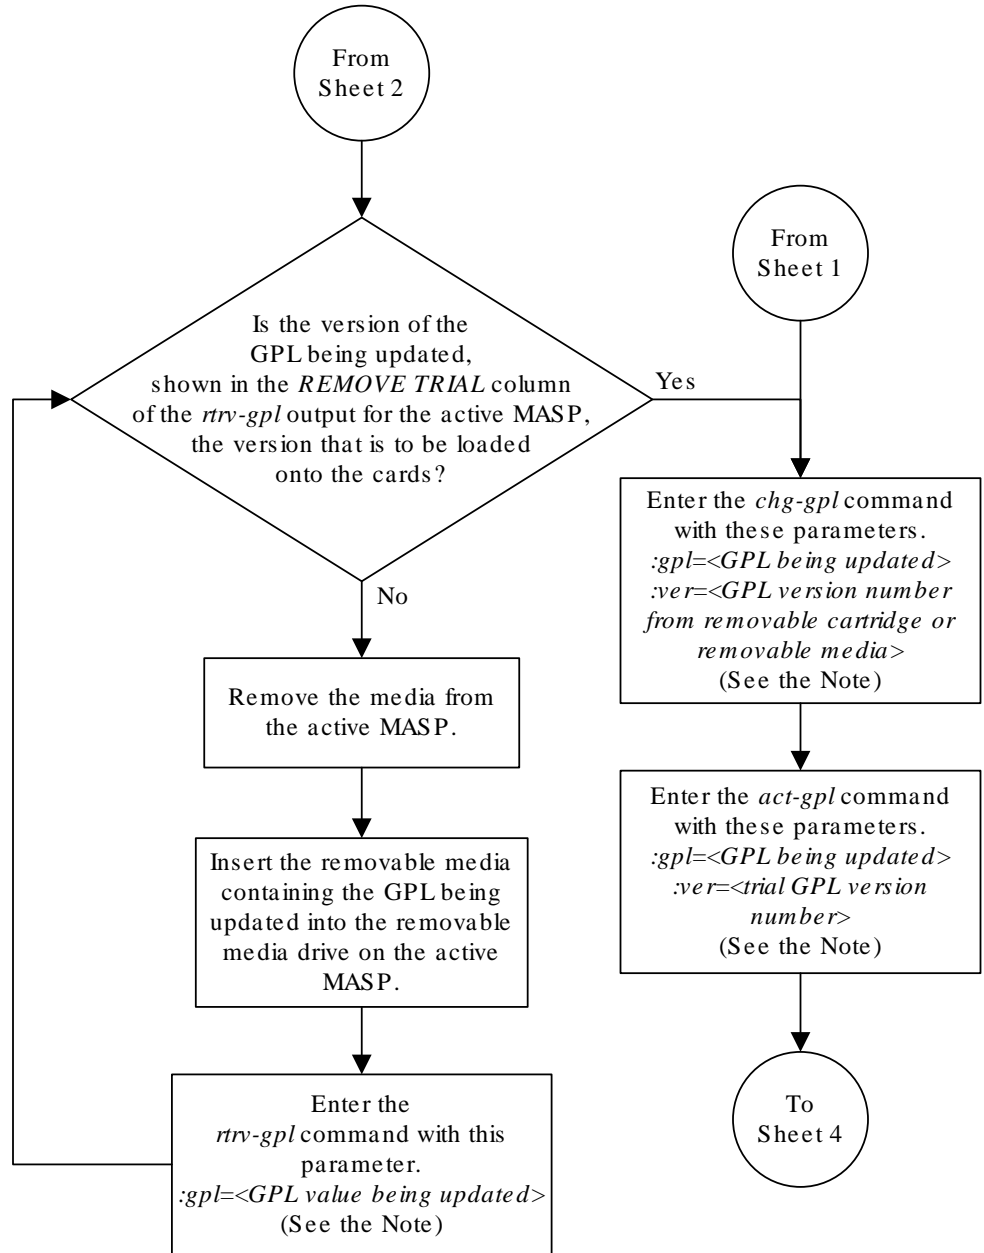 From
Sheet 2
Is the version of the
GPL being updated,
shown in the REMOVE TRIAL column
of the rtrv-gpl output for the active MASP,
the version that is to be loaded
onto the cards?
Yes
No
Remove the media from
the active MASP.
Insert the removable media
containing the GPL being
updated into the removable
media drive on the active
MASP.
Enter the
rtrv-gpl command with this
parameter.
:gpl=<GPL value being updated>
(See the Note)
From
Sheet 1
Enter the chg-gpl command
with these parameters.
:gpl=<GPL being updated>
:ver=<GPL version number
from removable cartridge or
removable media>
(See the Note)
Enter the act-gpl command
with these parameters.
:gpl=<GPL being updated>
:ver=<trial GPL version
number>
(See the Note)
To
Sheet 4